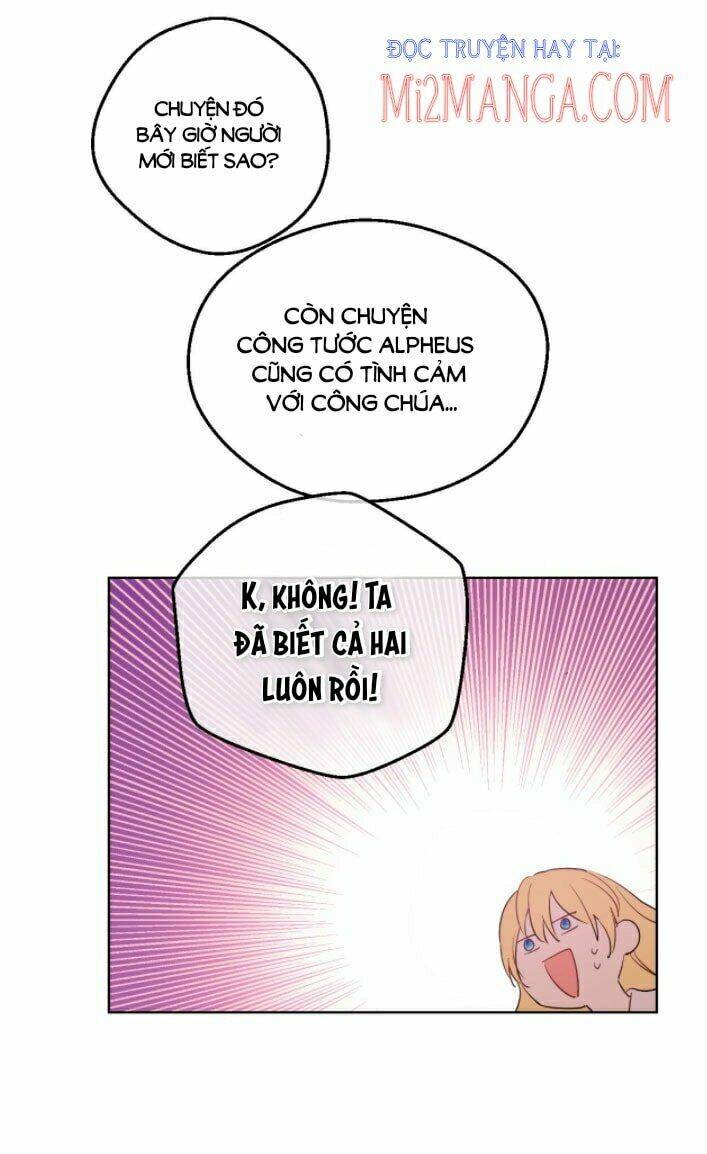 ĐỌC TRUYỆN HAY TẠI:
MI2MANGA.COM
CHUYỆN ĐÓ
BÂY GIỜ NGƯỜI
MỚI BIẾT SAO?
CÒN CHUYỆN
CÔNG TƯỚC ALPHEUS
CŨNG CÓ TÌNH CẢM
VỚI CÔNG CHÚA...
K, KHÔNG! TA
ĐÃ BIẾT CẢ HAI
LUÔN RỒI!